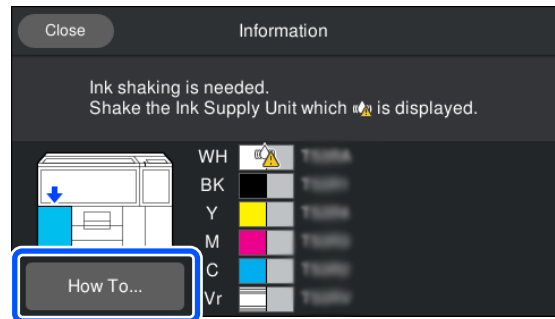 Close
Information
Ink shaking is needed.
Shake the Ink Supply Unit which is displayed.
WH
BK
Y
M
C
Vr
How To...